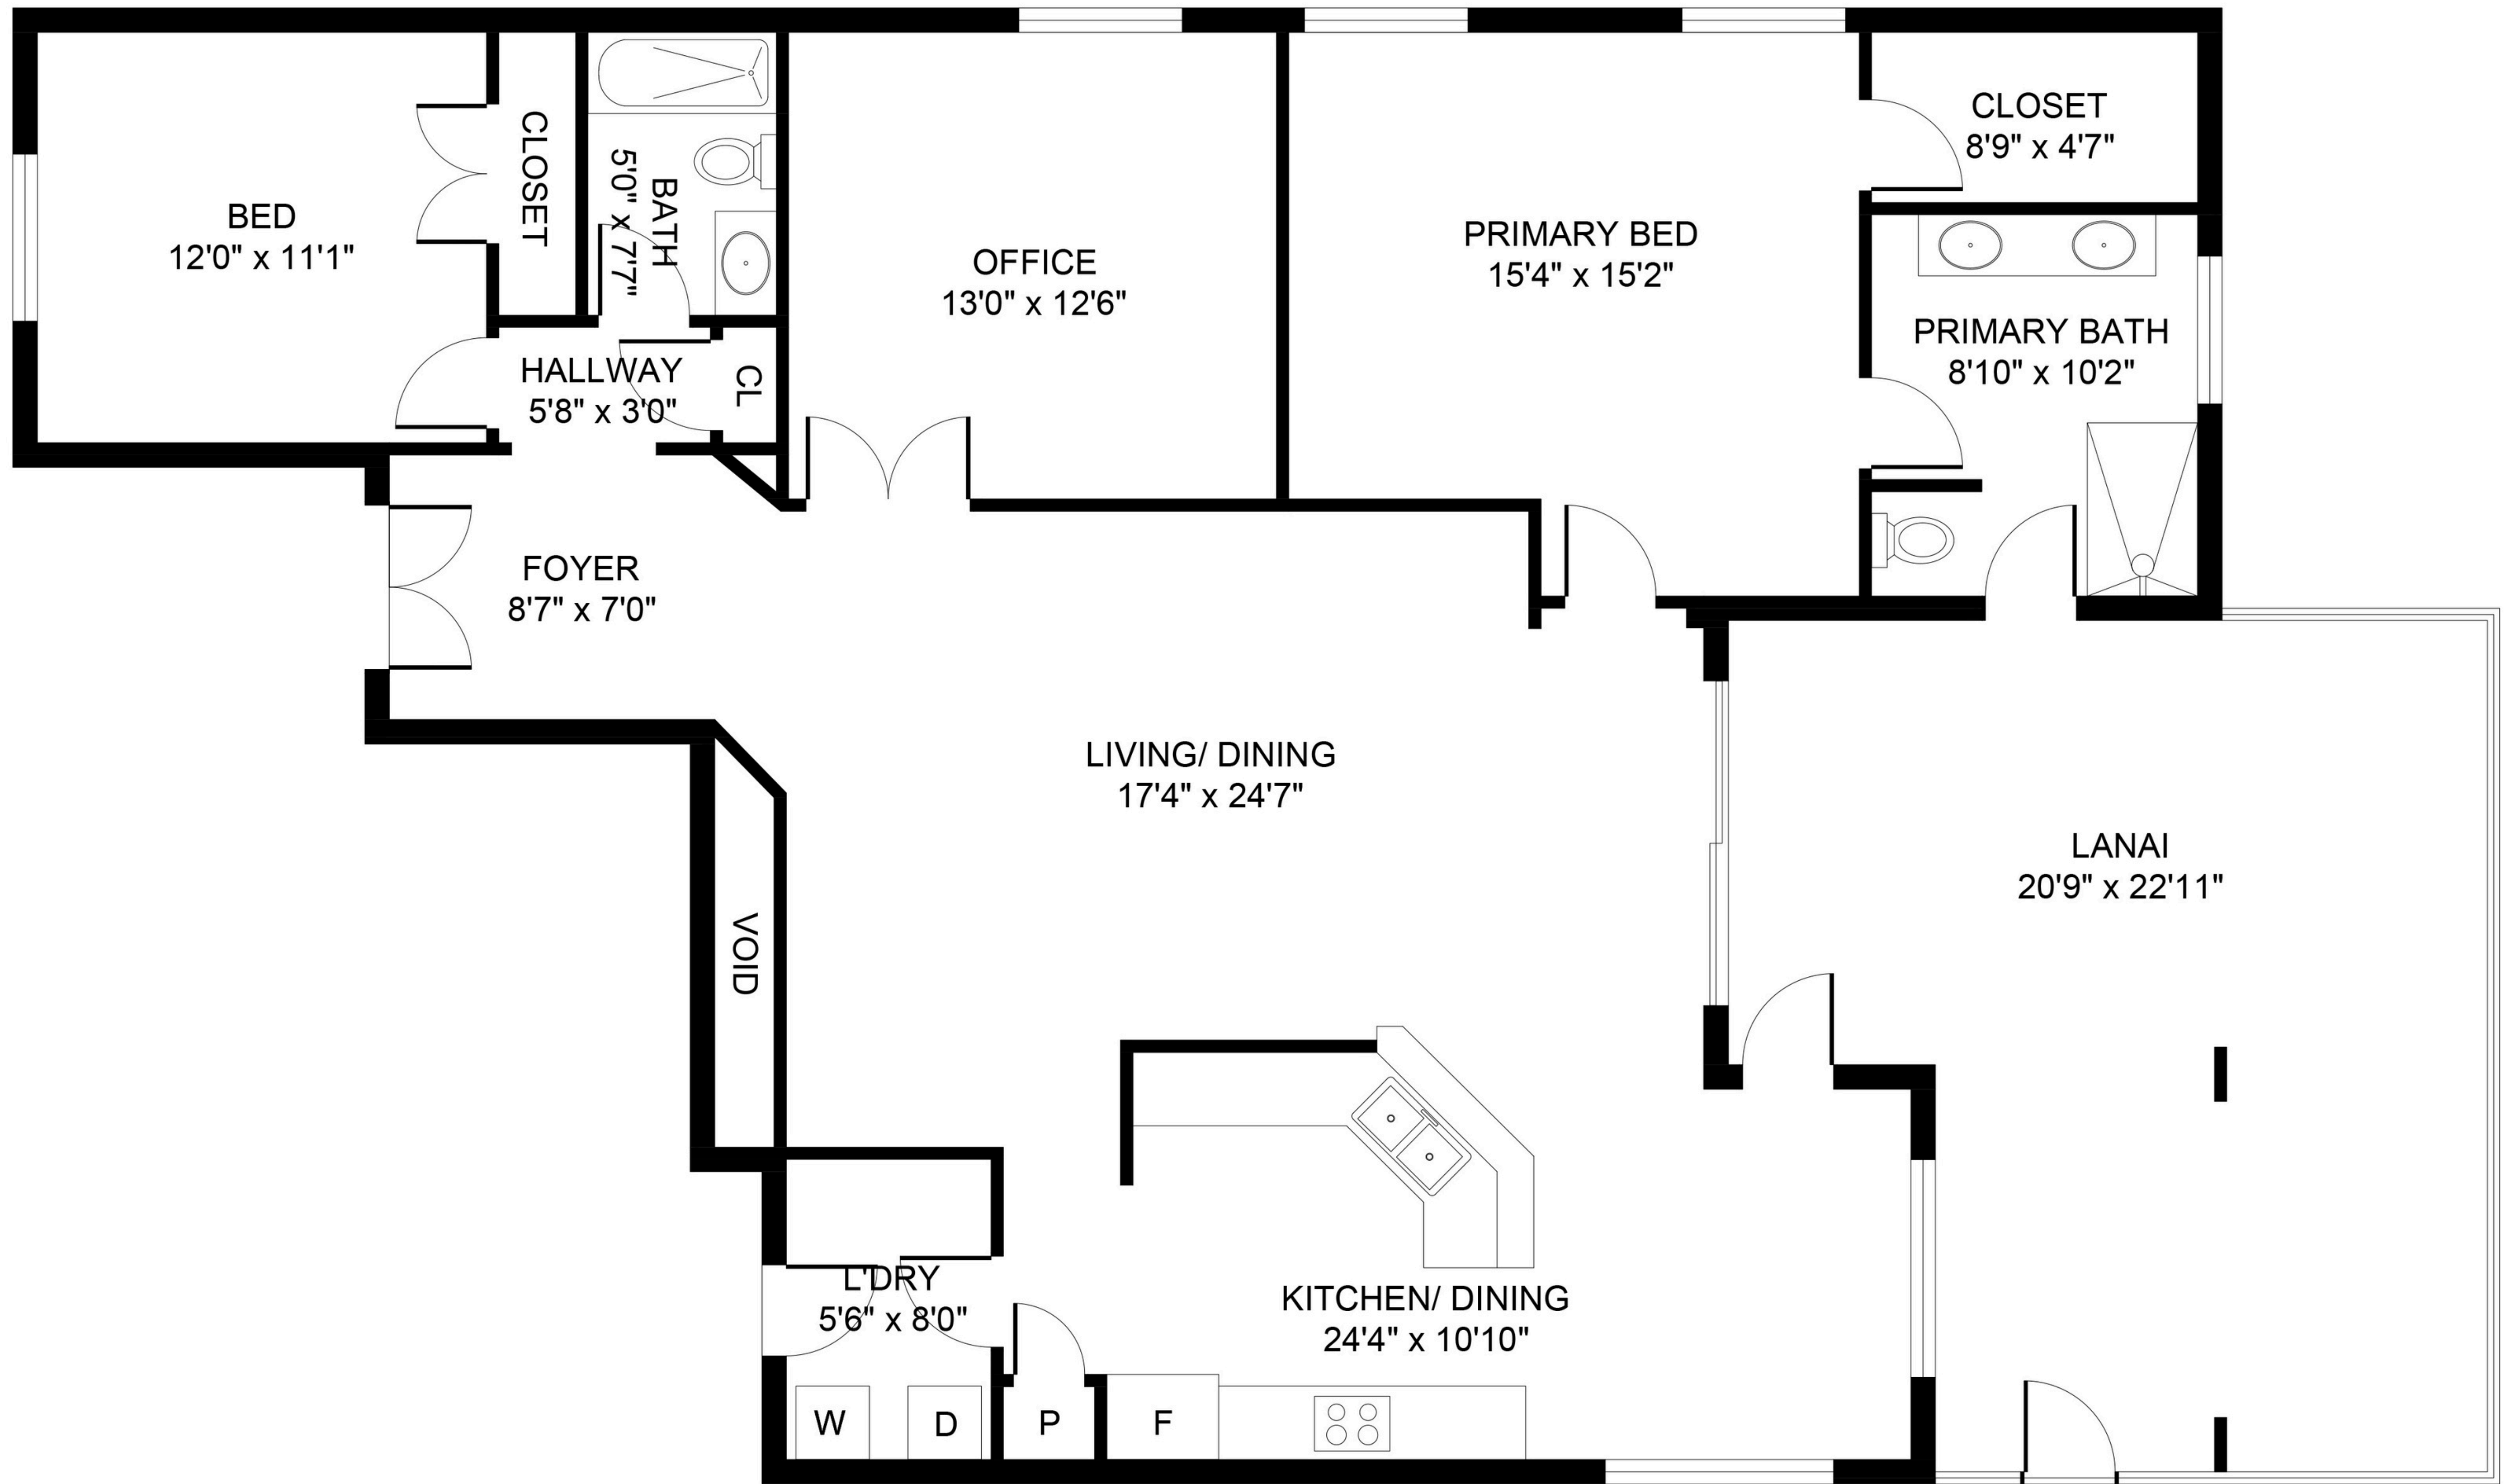 BED
12'0" x 11'1"
CLOSET
BATH
5'0" x 7'7"
OFFICE
13'0" x 12'6"
PRIMARY BED
15'4" x 15'2"
CLOSET
8'9" x 4'7"
PRIMARY BATH
8'10" x 10'2"
HALLWAY
5'8" x 3'0"
CL
FOYER
8'7" x 7'0"
LIVING/ DINING
17'4" x 24'7"
LANAI
20'9" x 22'11"
VOID
L'DRY
5'6" x 8'0"
KITCHEN/ DINING
24'4" x 10'10"
W
D
P
F